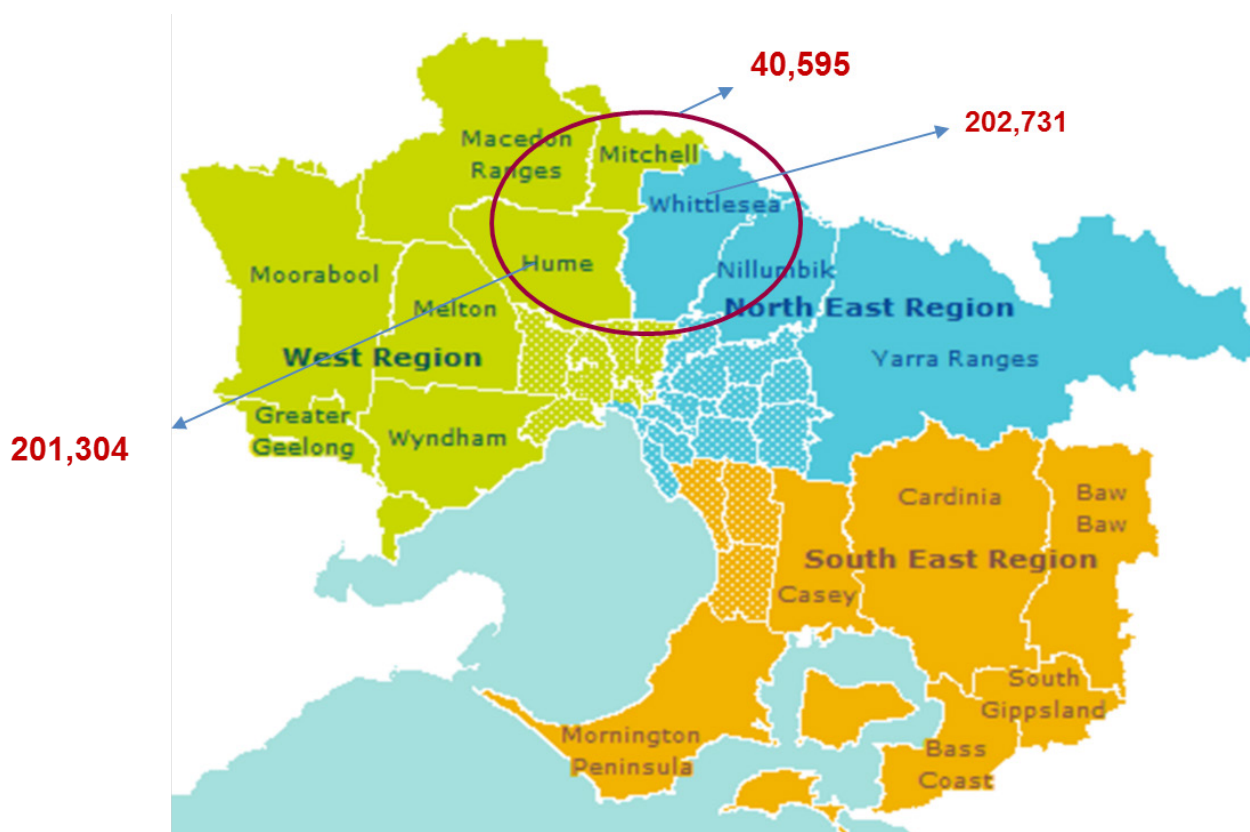 40,595
202,731
Macedon
Ranges
Mitchell
Whittlesea
Moorabool
Hume
Nillumbik
Melton
North East Region
West Region
Yarra Ranges
Greater
Geelong
Wyndham
201,304
Cardinia
Baw
Baw
South East Region
Casey
South
Gippsland
Mornington
Peninsula
Bass
Coast